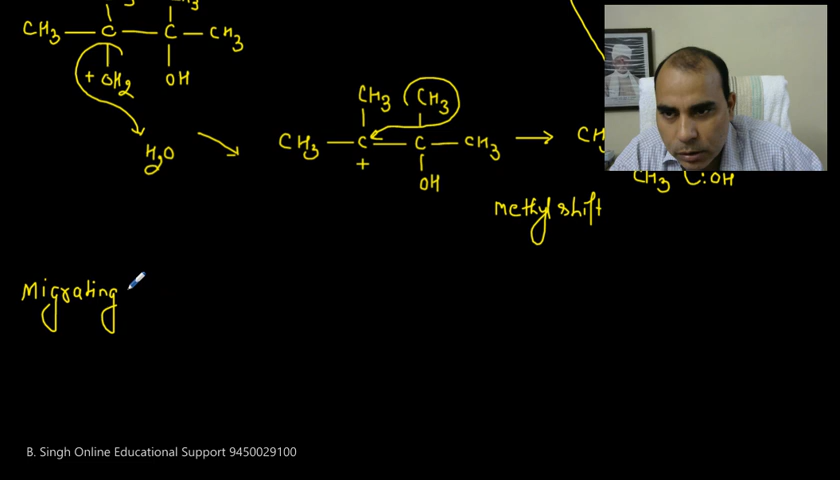 CH3 — C — C — CH3
+ OH2 OH
H2O
CH3 CH3
CH3 — C = C — CH3 → CH3
+
OH
CH3 C:OH
Methyl shift
Migrating
B. Singh Online Educational Support 9450029100